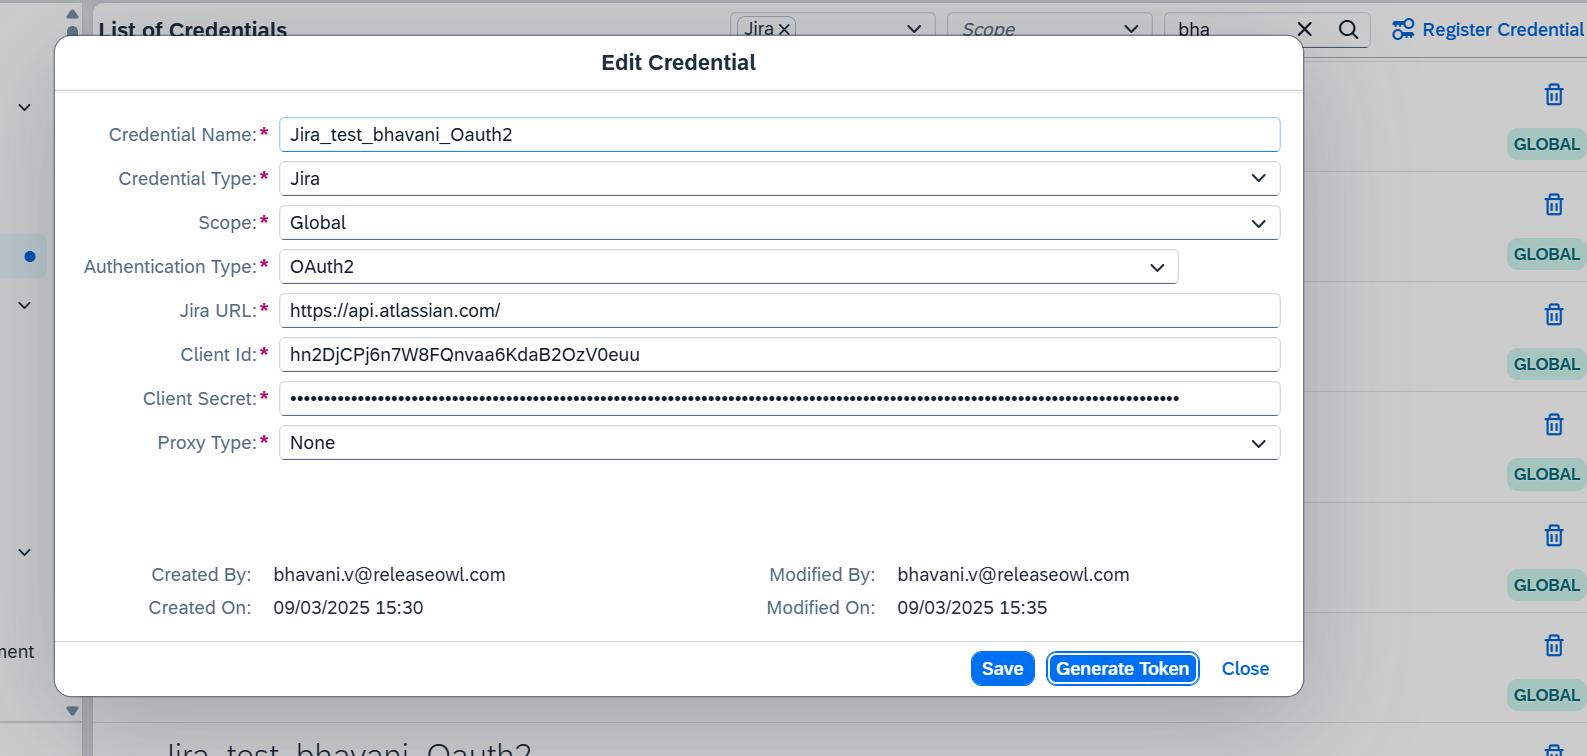 List of Credentials
Jira
Scope
bha
Register Credential
Edit Credential
Credential Name:* Jira_test_bhavani_Oauth2
Credential Type:* Jira
Scope:* Global
Authentication Type:* OAuth2
Jira URL:* https://api.atlassian.com/
Client Id:* hn2DjCPj6n7W8FQnvaa6KdaB2OzV0euu
Client Secret:*
Proxy Type:* None
Created By: bhavani.v@releaseowl.com
Modified By: bhavani.v@releaseowl.com
Created On: 09/03/2025 15:30
Modified On: 09/03/2025 15:35
Save
Generate Token
Close
GLOBAL
GLOBAL
GLOBAL
GLOBAL
GLOBAL
GLOBAL
Jira_test_bhavani_Oauth2